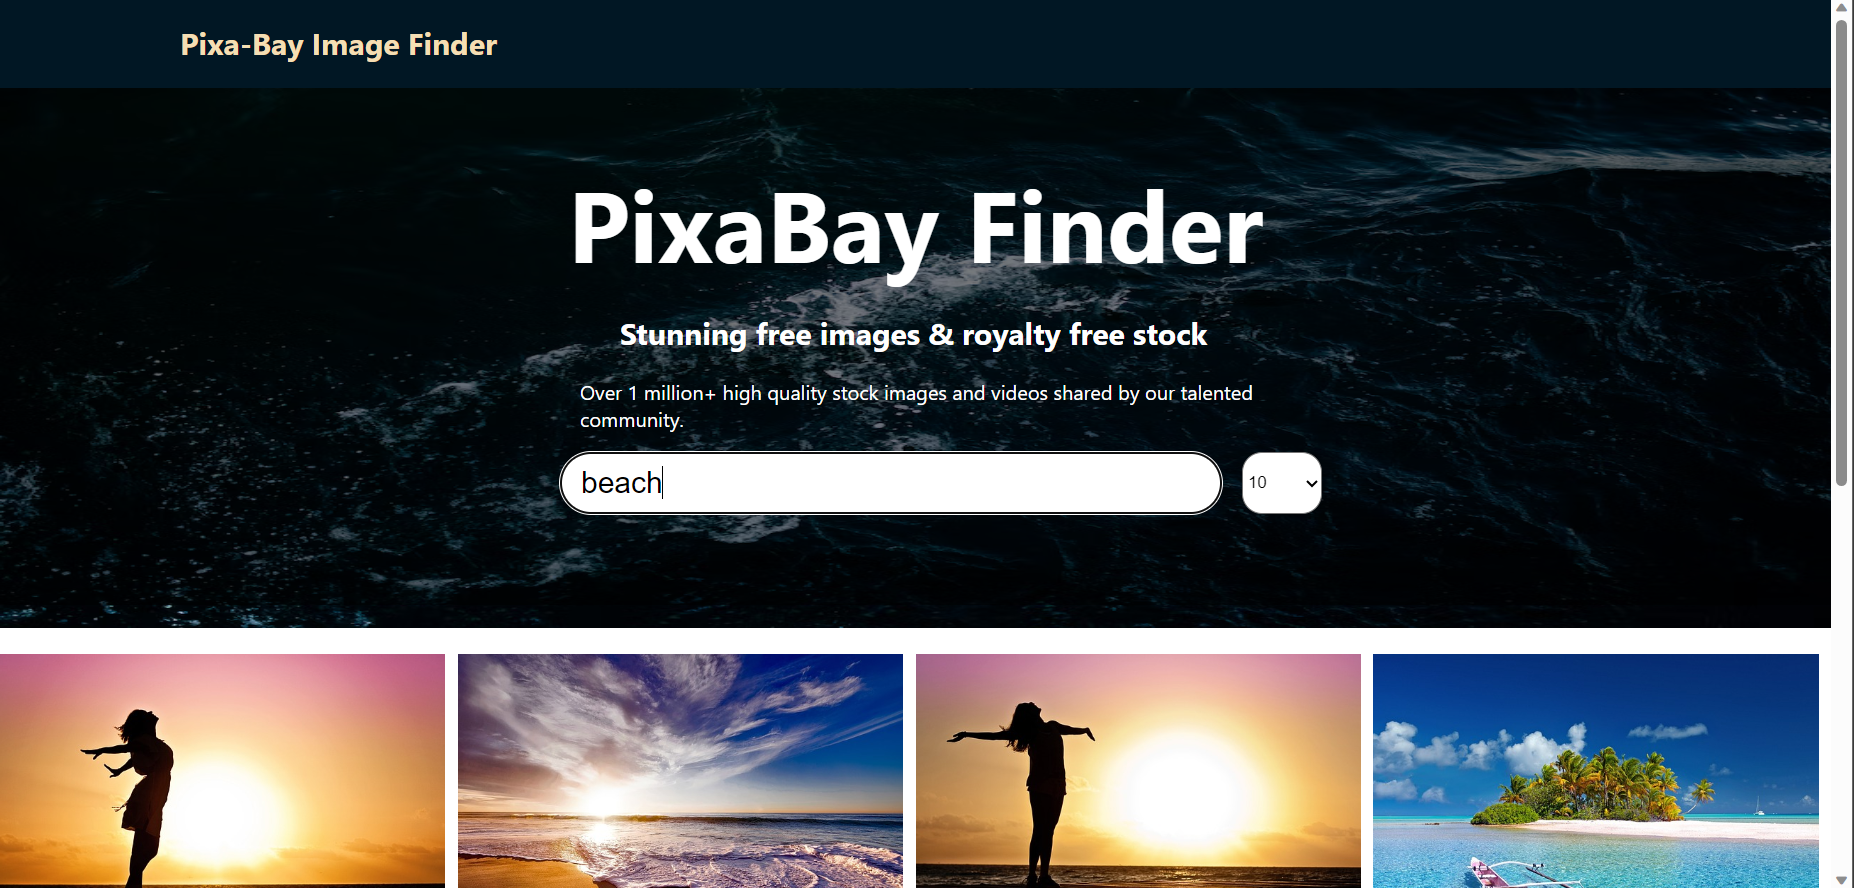 Pixa-Bay Image Finder
PixaBay Finder
Stunning free images & royalty free stock
Over 1 million+ high quality stock images and videos shared by our talented
community.
beach
10